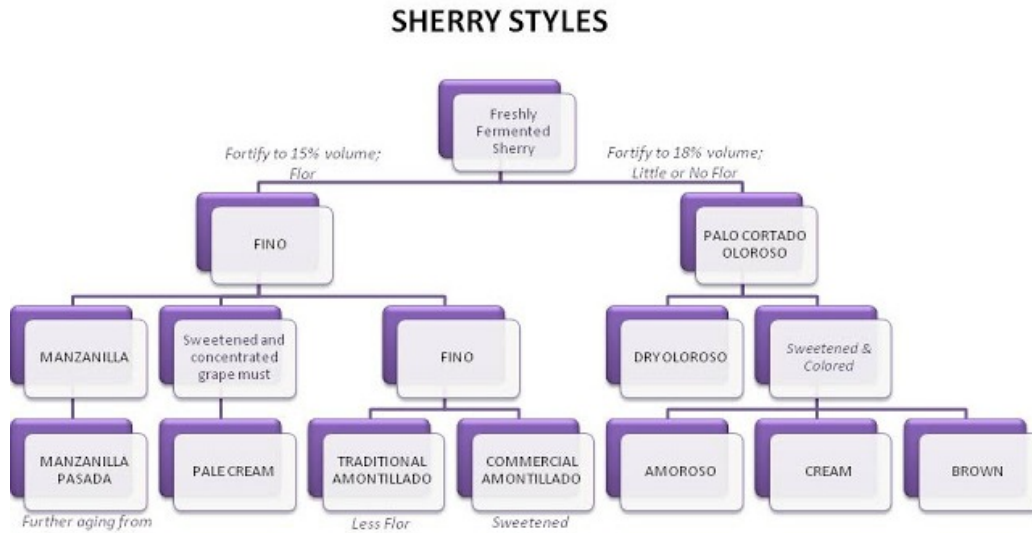 SHERRY STYLES
Freshly
Fermented
Sherry
Fortify to 15% volume;
Flor
Fortify to 18% volume;
Little or No Flor
FINO
PALO CORTADO
OLOROSO
MANZANILLA
Sweetened and
concentrated
grape must
FINO
DRY OLOROSO
Sweetened &
Colored
MANZANILLA
PASADA
PALE CREAM
TRADITIONAL
AMONTILLADO
COMMERCIAL
AMONTILLADO
AMOROSO
CREAM
BROWN
Further aging from
Less Flor
Sweetened